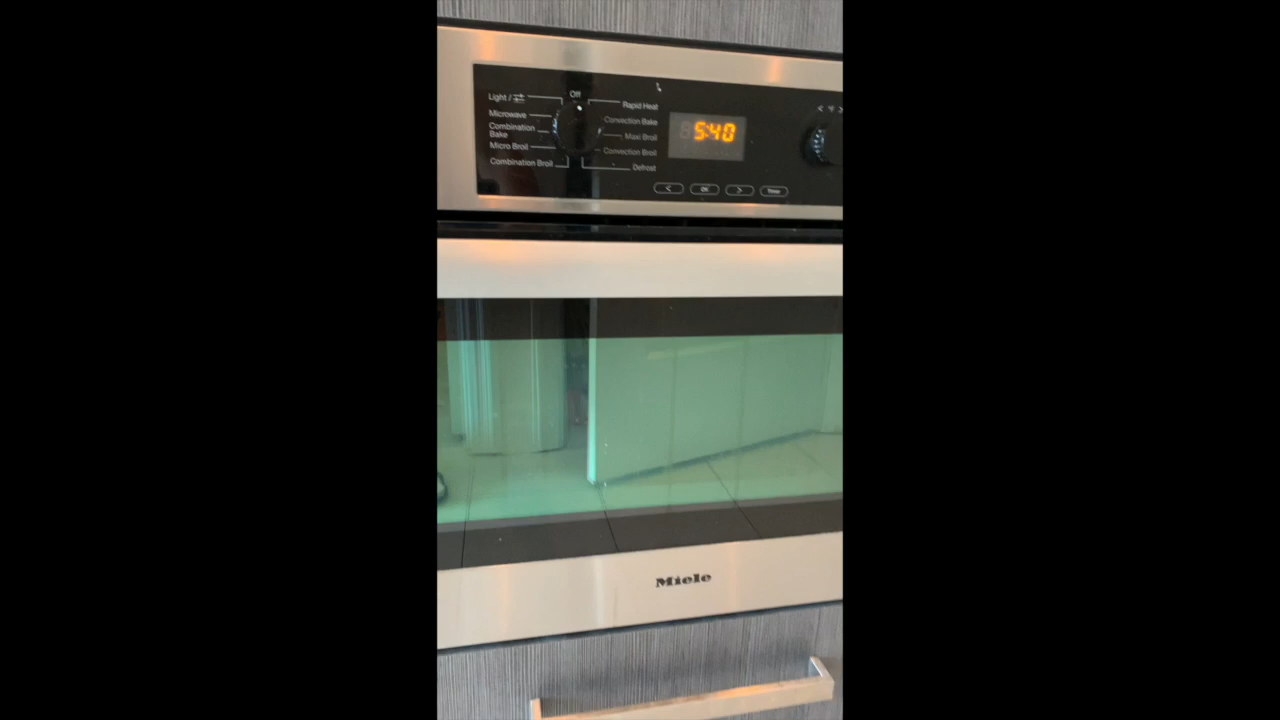 Off
Light /
Microwave
Combination
Bake
Micro Broil
Combination Broil
Rapid Heat
Convection Bake
Maxi Broil
Convection Broil
Defrost
5:40
< °F >
<
OK
>
Timer
Miele